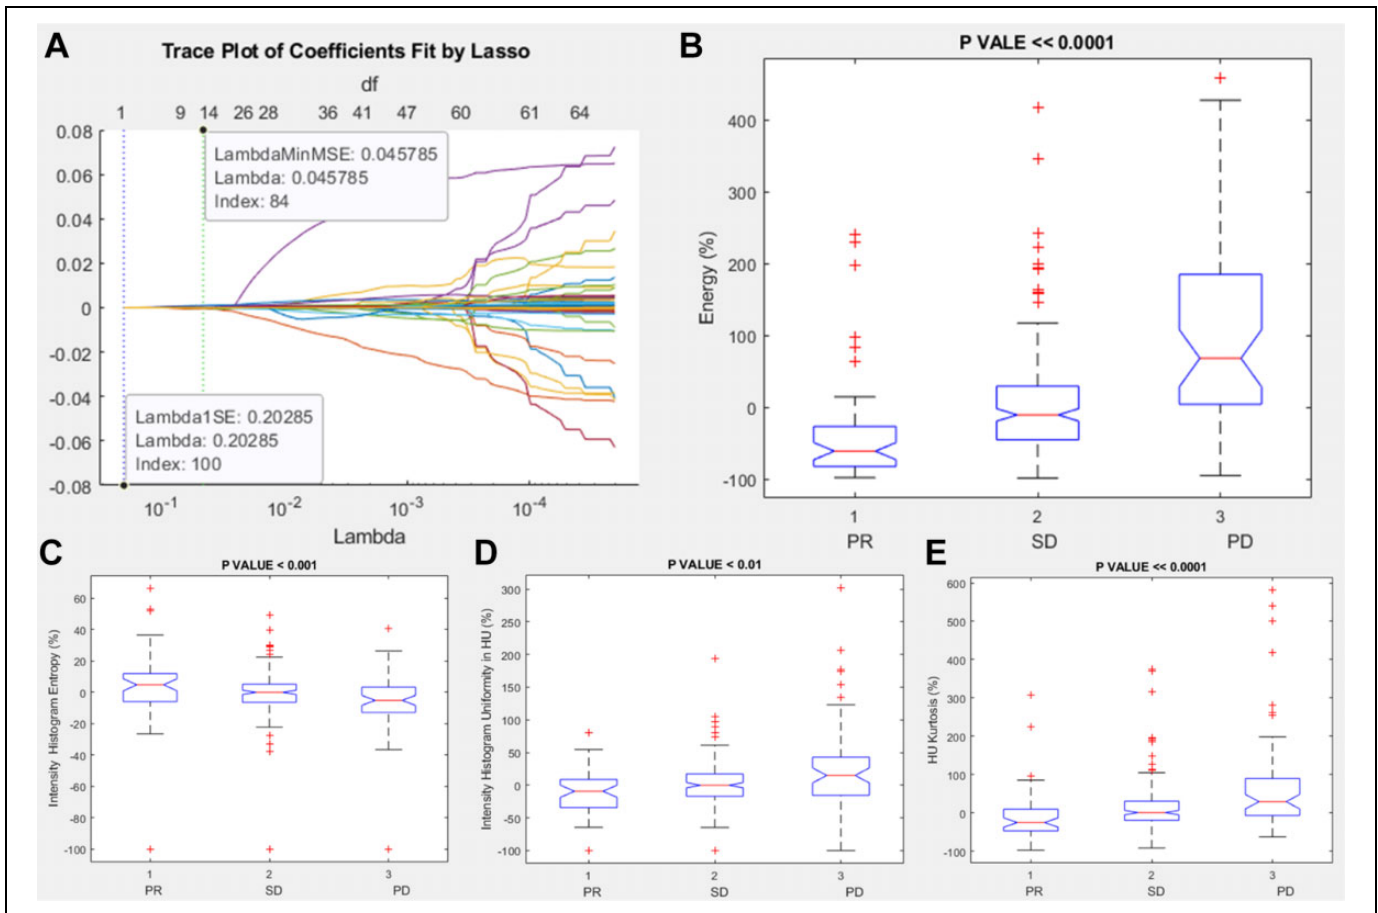 A
Trace Plot of Coefficients Fit by Lasso
df
1 9 14 26 28 36 41 47 60 61 64
0.08
0.06
0.04
0.02
0
-0.02
-0.04
-0.06
-0.08
LambdaMinMSE: 0.045785
Lambda: 0.045785
Index: 84
Lambda1SE: 0.20285
Lambda: 0.20285
Index: 100
10⁻¹ 10⁻² 10⁻³ 10⁻⁴
Lambda
B
P VALE << 0.0001
Energy (%)
400
300
200
100
0
-100
1 2 3
PR SD PD
C
P VALUE < 0.001
Intensity Histogram Entropy (%)
60
40
20
0
-20
-40
-60
-80
-100
1 2 3
PR SD PD
D
P VALUE < 0.01
Intensity Histogram Uniformity in HU (%)
300
250
200
150
100
50
0
-50
-100
1 2 3
PR SD PD
E
P VALUE << 0.0001
HU Kurtosis (%)
600
500
400
300
200
100
0
-100
1 2 3
PR SD PD